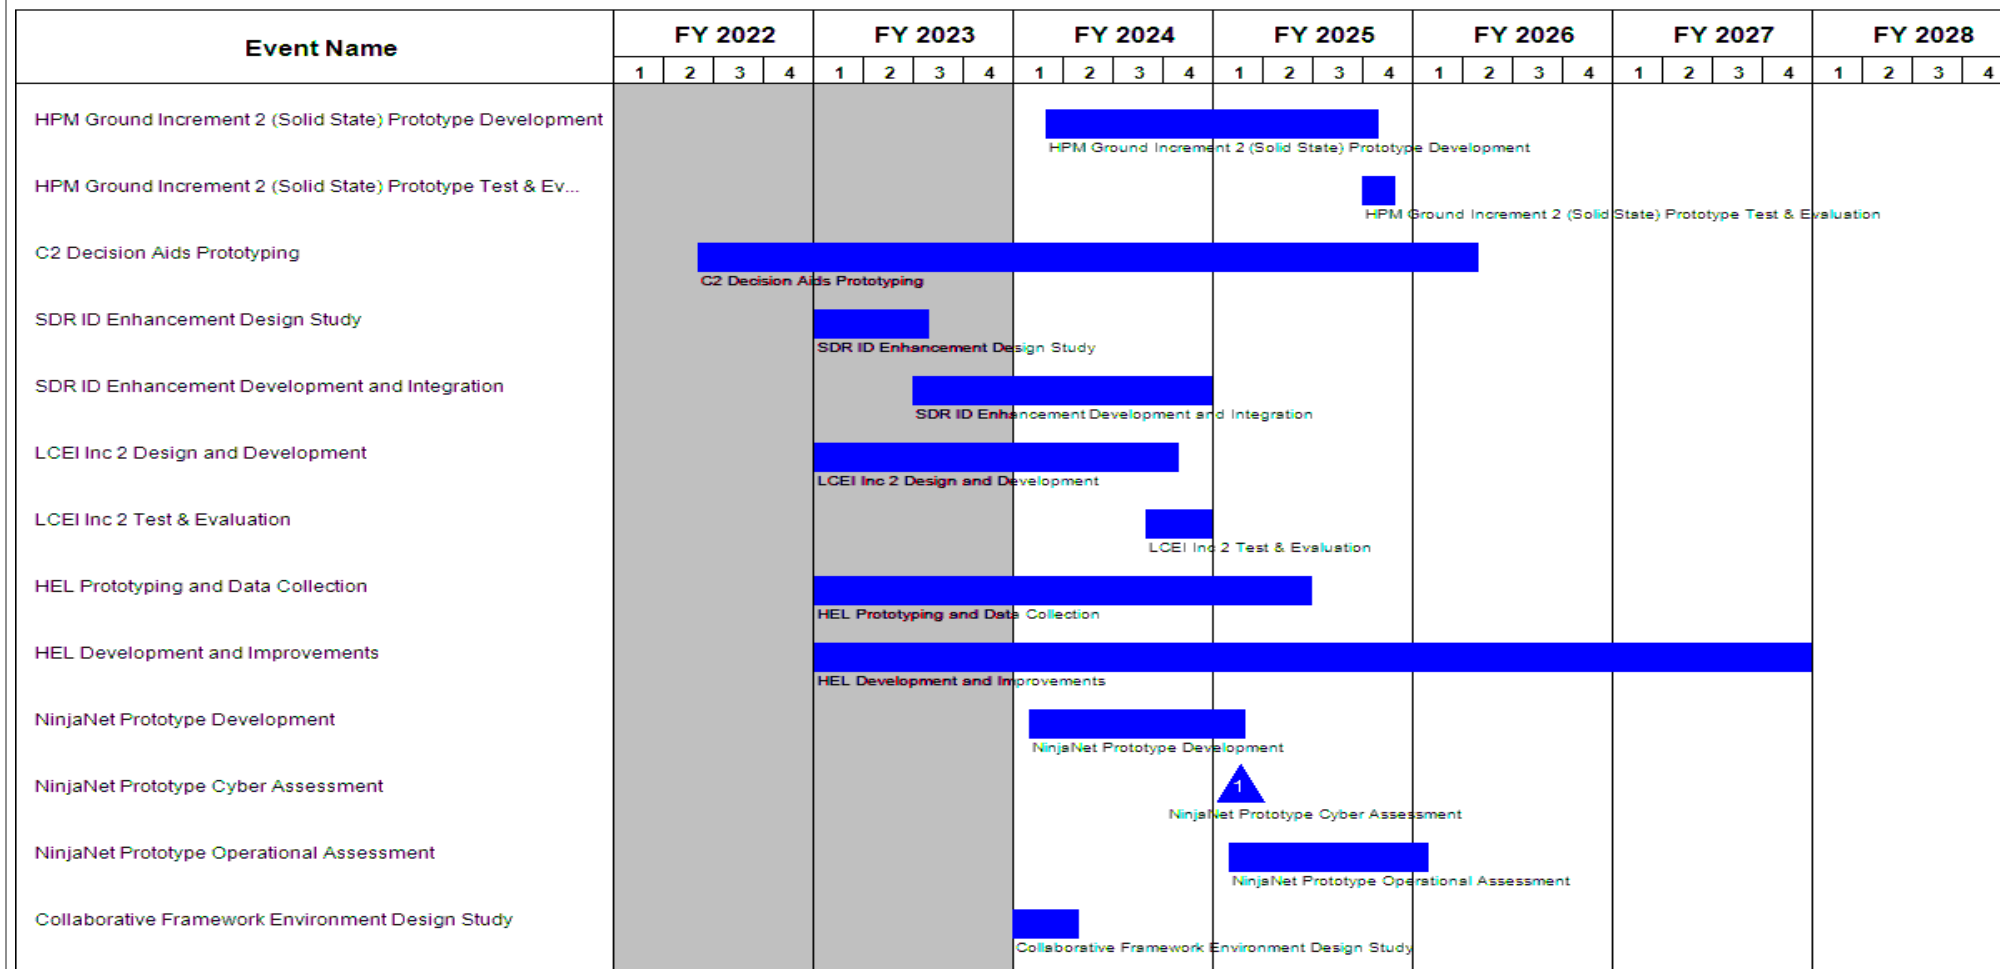 Event Name FY 2022 FY 2023 FY 2024 FY 2025 FY 2026 FY 2027 FY 2028
1 2 3 4 1 2 3 4 1 2 3 4 1 2 3 4 1 2 3 4 1 2 3 4 1 2 3 4
HPM Ground Increment 2 (Solid State) Prototype Development
HPM Ground Increment 2 (Solid State) Prototype Development
HPM Ground Increment 2 (Solid State) Prototype Test & Ev...
HPM Ground Increment 2 (Solid State) Prototype Test & Evaluation
C2 Decision Aids Prototyping
C2 Decision Aids Prototyping
SDR ID Enhancement Design Study
SDR ID Enhancement Design Study
SDR ID Enhancement Development and Integration
SDR ID Enhancement Development and Integration
LCEI Inc 2 Design and Development
LCEI Inc 2 Design and Development
LCEI Inc 2 Test & Evaluation
LCEI Inc 2 Test & Evaluation
HEL Prototyping and Data Collection
HEL Prototyping and Data Collection
HEL Development and Improvements
HEL Development and Improvements
NinjaNet Prototype Development
NinjaNet Prototype Development
NinjaNet Prototype Cyber Assessment 1
NinjaNet Prototype Cyber Assessment
NinjaNet Prototype Operational Assessment
NinjaNet Prototype Operational Assessment
Collaborative Framework Environment Design Study
Collaborative Framework Environment Design Study